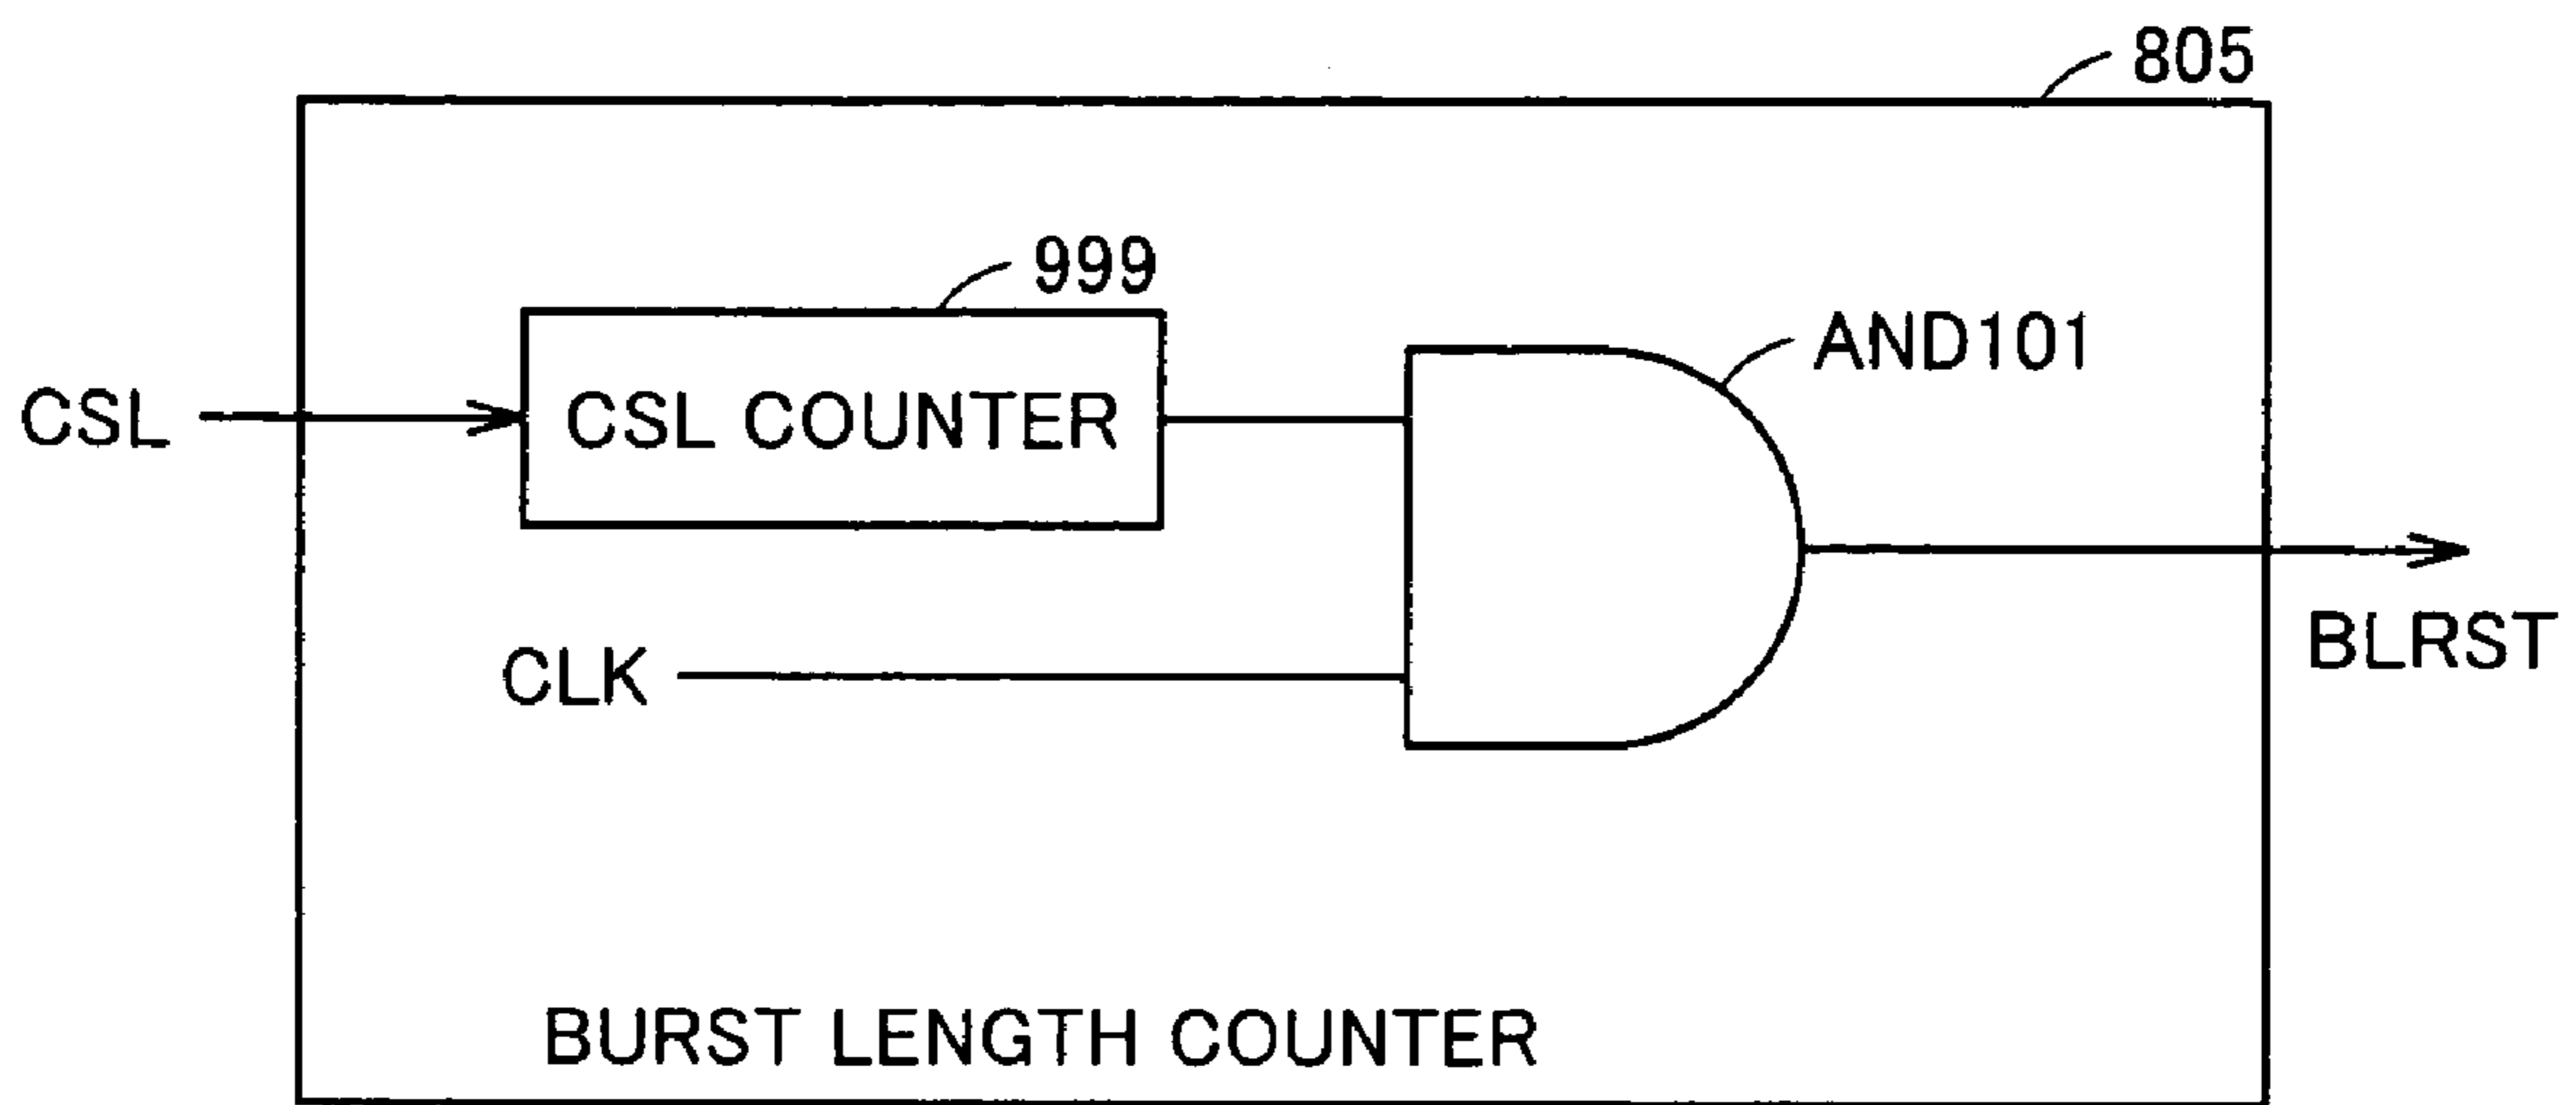 805
999
AND101
CSL
CSL COUNTER
CLK
BLRST
BURST LENGTH COUNTER